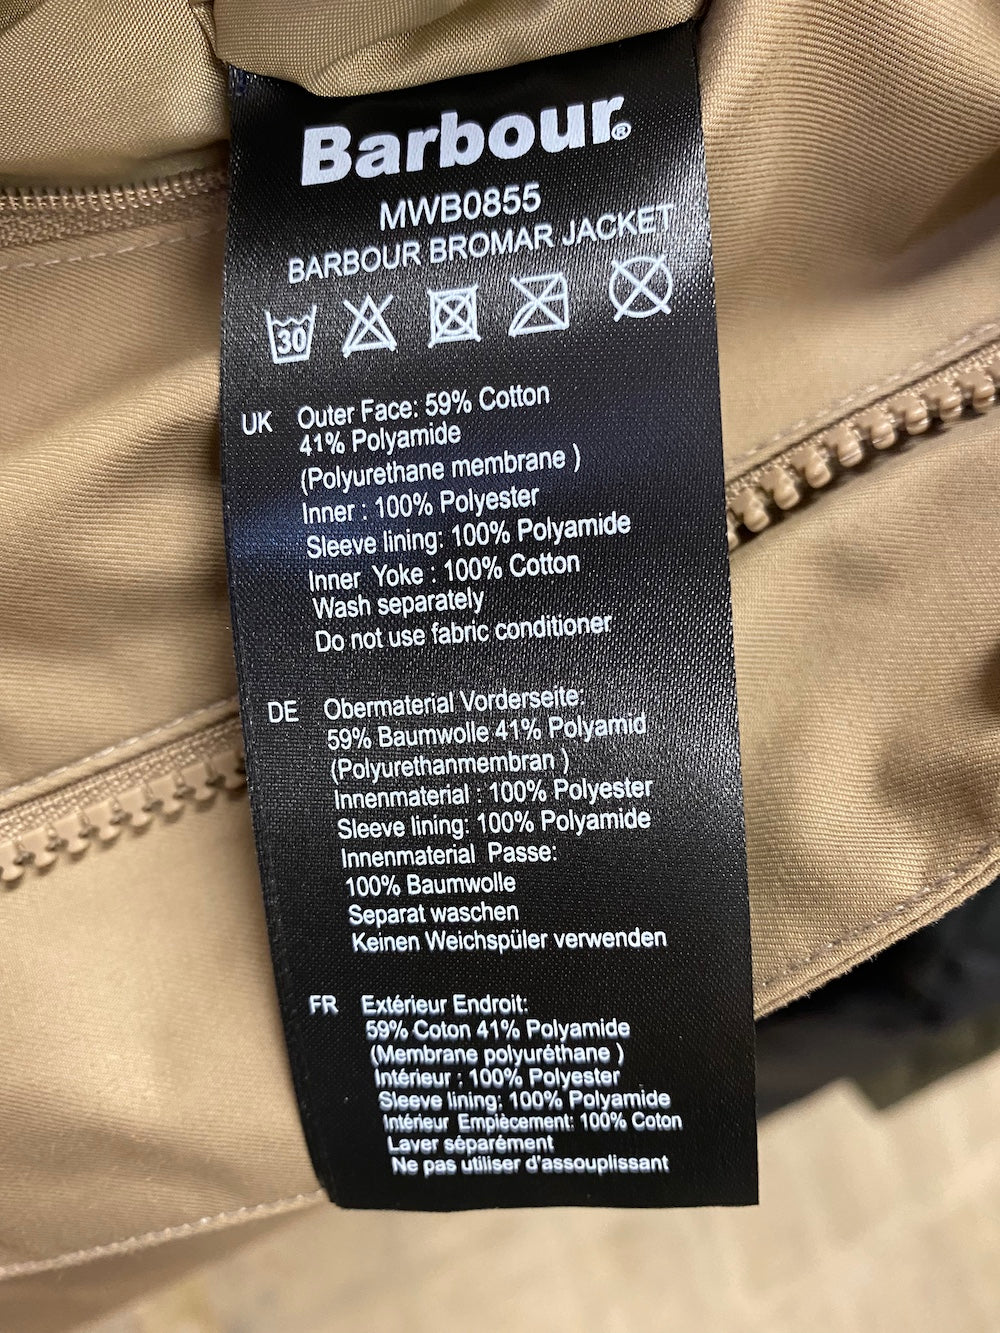 Barbour®
MWB0855
BARBOUR BROMAR JACKET
30
UK Outer Face: 59% Cotton
41% Polyamide
(Polyurethane membrane )
Inner : 100% Polyester
Sleeve lining: 100% Polyamide
Inner Yoke : 100% Cotton
Wash separately
Do not use fabric conditioner
DE Obermaterial Vorderseite:
59% Baumwolle 41% Polyamid
(Polyurethanmembran )
Innenmaterial : 100% Polyester
Sleeve lining: 100% Polyamide
Innenmaterial Passe:
100% Baumwolle
Separat waschen
Keinen Weichspüler verwenden
FR Extérieur Endroit:
59% Coton 41% Polyamide
(Membrane polyuréthane )
Intérieur : 100% Polyester
Sleeve lining: 100% Polyamide
Intérieur Empiècement: 100% Coton
Laver séparément
Ne pas utiliser d'assouplissant